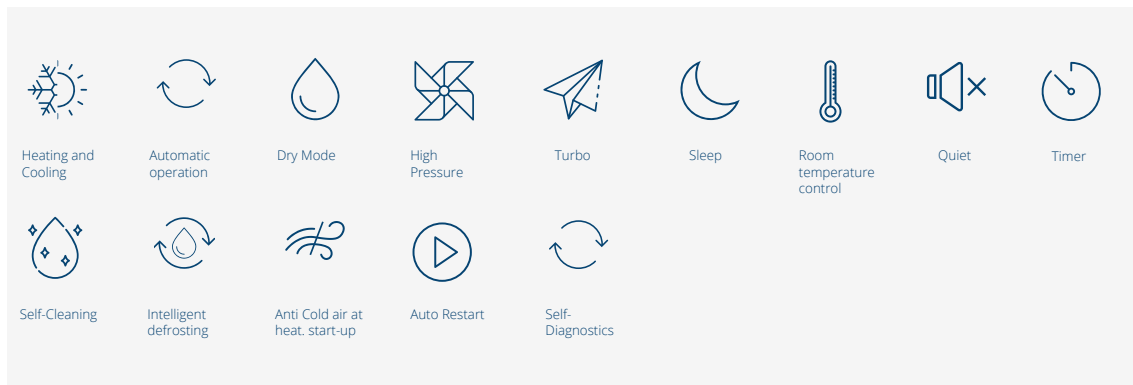 Heating and
Cooling
Automatic
operation
Dry Mode
High
Pressure
Turbo
Sleep
Room
temperature
control
Quiet
Timer
Self-Cleaning
Intelligent
defrosting
Anti Cold air at
heat. start-up
Auto Restart
Self-
Diagnostics